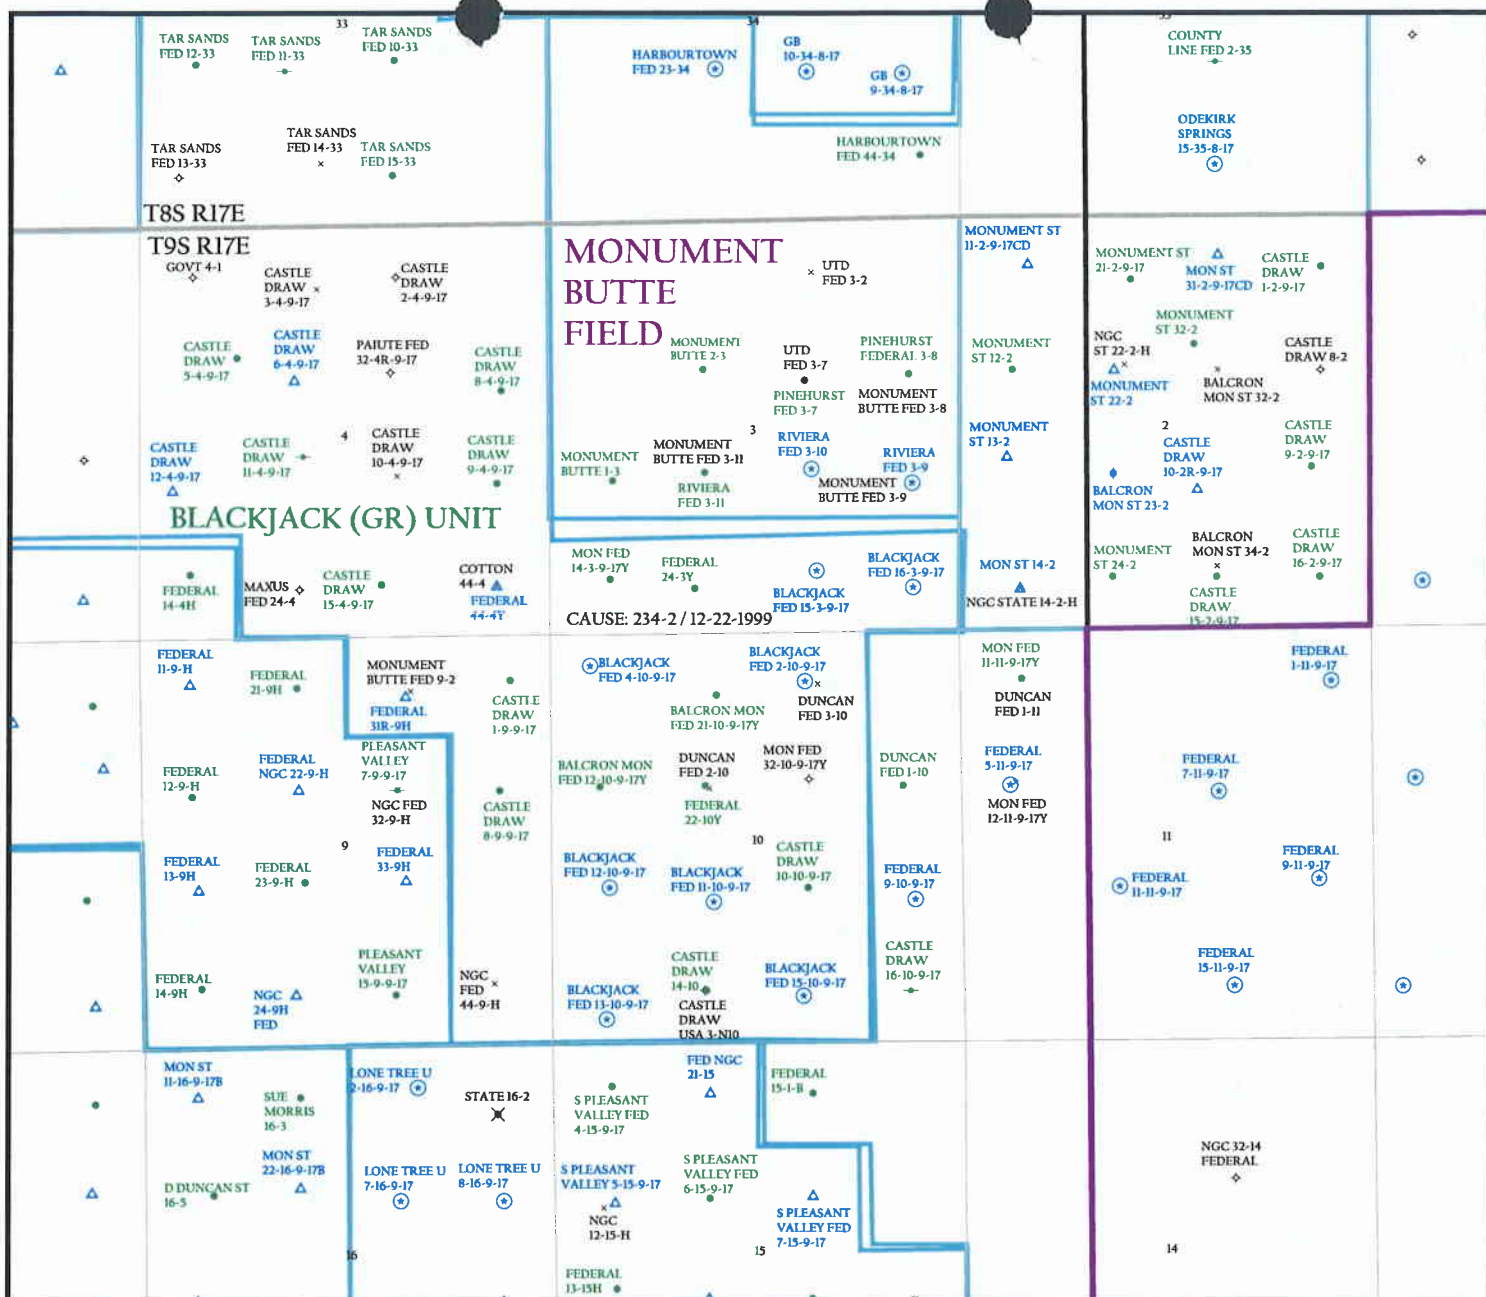 33
34
TAR SANDS
FED 12-33
TAR SANDS
FED 11-33
TAR SANDS
FED 10-33
HARBOURTOWN
FED 23-34
GB
10-34-8-17
GB
9-34-8-17
COUNTY
LINE FED 2-35
TAR SANDS
FED 13-33
TAR SANDS
FED 14-33
TAR SANDS
FED 15-33
HARBOURTOWN
FED 44-34
ODEKIRK
SPRINGS
15-35-8-17
T8S R17E
T9S R17E
GOVT 4-1
CASTLE
DRAW
3-4-9-17
CASTLE
DRAW
2-4-9-17
MONUMENT
BUTTE
FIELD
UTD
FED 3-2
MONUMENT ST
11-2-9-17CD
MONUMENT ST
21-2-9-17
MON ST
31-2-9-17CD
CASTLE
DRAW
1-2-9-17
CASTLE
DRAW
5-4-9-17
CASTLE
DRAW
6-4-9-17
PAIUTE FED
32-4R-9-17
CASTLE
DRAW
8-4-9-17
MONUMENT
BUTTE 2-3
UTD
FED 3-7
PINEHURST
FED 3-7
PINEHURST
FEDERAL 3-8
MONUMENT
BUTTE FED 3-8
MONUMENT
ST 12-2
MONUMENT
ST 32-2
NGC
ST 22-2-H
MONUMENT
ST 22-2
BALCRON
MON ST 32-2
CASTLE
DRAW 8-2
CASTLE
DRAW
12-4-9-17
CASTLE
DRAW
11-4-9-17
4
CASTLE
DRAW
10-4-9-17
CASTLE
DRAW
9-4-9-17
MONUMENT
BUTTE 1-3
MONUMENT
BUTTE FED 3-11
RIVIERA
FED 3-11
3
RIVIERA
FED 3-10
MONUMENT
BUTTE FED 3-9
RIVIERA
FED 3-9
MONUMENT
ST 13-2
2
CASTLE
DRAW
10-2R-9-17
CASTLE
DRAW
9-2-9-17
BALCRON
MON ST 23-2
BLACKJACK (GR) UNIT
FEDERAL
14-4H
MAXUS
FED 24-4
CASTLE
DRAW
15-4-9-17
COTTON
44-4
FEDERAL
44-4Y
MON FED
14-3-9-17Y
FEDERAL
24-3Y
BLACKJACK
FED 15-3-9-17
BLACKJACK
FED 16-3-9-17
MON ST 14-2
NGC STATE 14-2-H
MONUMENT
ST 24-2
BALCRON
MON ST 34-2
CASTLE
DRAW
15-2-9-17
CASTLE
DRAW
16-2-9-17
CAUSE: 234-2 / 12-22-1999
FEDERAL
11-9-H
FEDERAL
21-9H
MONUMENT
BUTTE FED 9-2
FEDERAL
31R-9H
CASTLE
DRAW
1-9-9-17
BLACKJACK
FED 4-10-9-17
BALCRON MON
FED 21-10-9-17Y
BLACKJACK
FED 2-10-9-17
DUNCAN
FED 3-10
MON FED
11-11-9-17Y
DUNCAN
FED 1-11
FEDERAL
1-11-9-17
FEDERAL
12-9-H
FEDERAL
NGC 22-9-H
PLEASANT
VALLEY
7-9-9-17
NGC FED
32-9-H
CASTLE
DRAW
8-9-9-17
BALCRON MON
FED 12-10-9-17Y
DUNCAN
FED 2-10
FEDERAL
22-10Y
MON FED
32-10-9-17Y
DUNCAN
FED 1-10
FEDERAL
5-11-9-17
MON FED
12-11-9-17Y
FEDERAL
7-11-9-17
FEDERAL
13-9H
FEDERAL
23-9-H
9
FEDERAL
33-9H
BLACKJACK
FED 12-10-9-17
BLACKJACK
FED 11-10-9-17
10
CASTLE
DRAW
10-10-9-17
FEDERAL
9-10-9-17
11
FEDERAL
11-11-9-17
FEDERAL
9-11-9-17
FEDERAL
14-9H
NGC
24-9H
FED
PLEASANT
VALLEY
15-9-9-17
NGC
FED
44-9-H
BLACKJACK
FED 13-10-9-17
CASTLE
DRAW
14-10
CASTLE
DRAW
USA 3-N10
BLACKJACK
FED 15-10-9-17
CASTLE
DRAW
16-10-9-17
FEDERAL
15-11-9-17
MON ST
11-16-9-17B
SUE
MORRIS
16-3
LONE TREE U
2-16-9-17
STATE 16-2
S PLEASANT
VALLEY FED
4-15-9-17
FED NGC
21-15
FEDERAL
15-1-B
D DUNCAN ST
16-5
MON ST
22-16-9-17B
LONE TREE U
7-16-9-17
LONE TREE U
8-16-9-17
S PLEASANT
VALLEY 5-15-9-17
NGC
12-15-H
S PLEASANT
VALLEY FED
6-15-9-17
S PLEASANT
VALLEY FED
7-15-9-17
NGC 32-14
FEDERAL
16
15
14
FEDERAL
13-15H